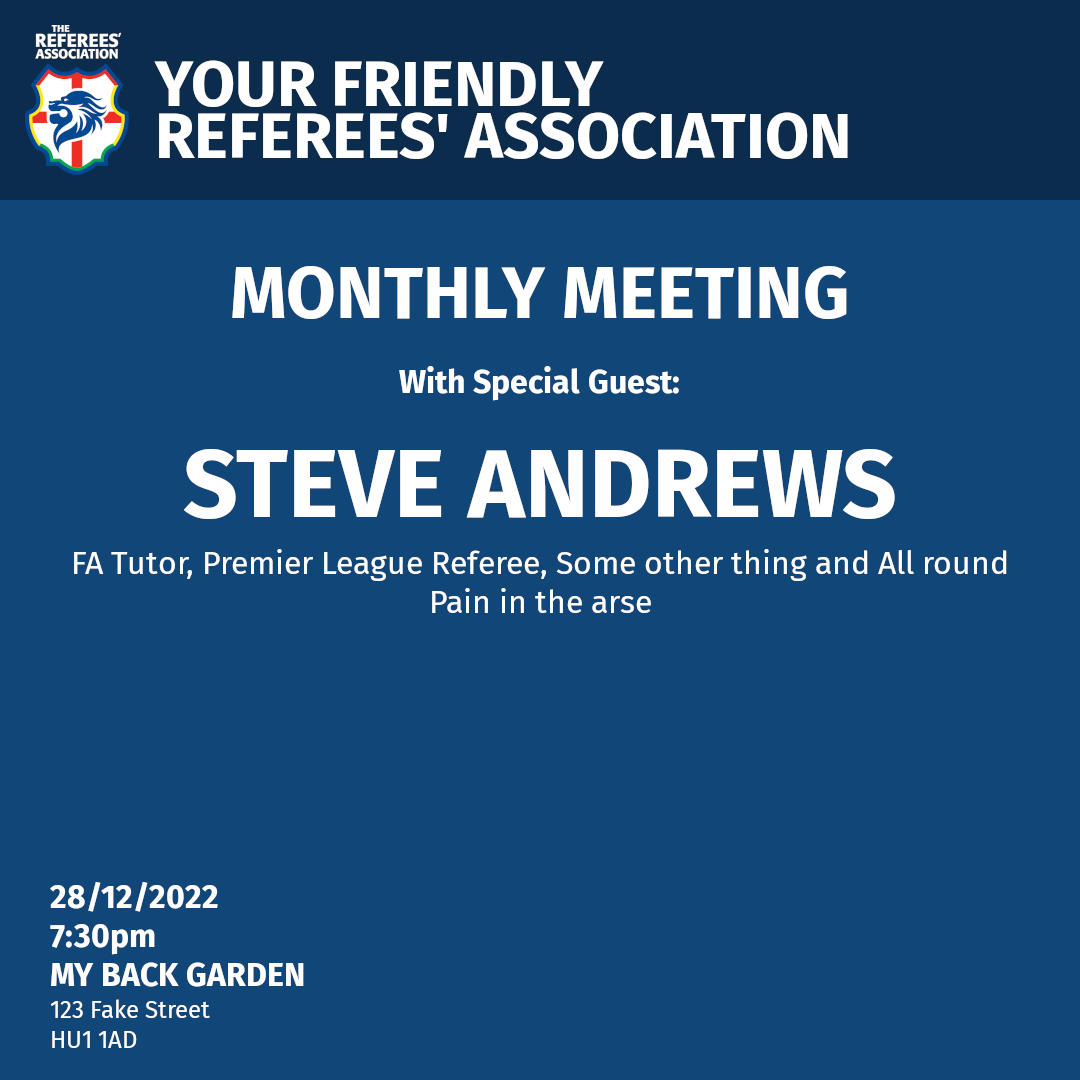 THE
REFEREES'
ASSOCIATION
YOUR FRIENDLY
REFEREES' ASSOCIATION
MONTHLY MEETING
With Special Guest:
STEVE ANDREWS
FA Tutor, Premier League Referee, Some other thing and All round
Pain in the arse
28/12/2022
7:30pm
MY BACK GARDEN
123 Fake Street
HU1 1AD